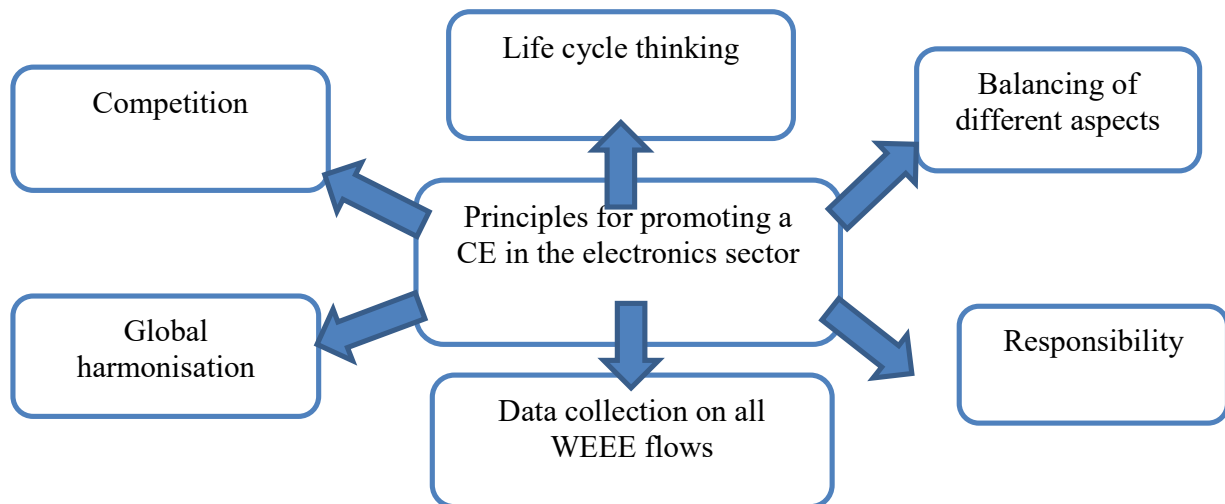 Life cycle thinking
Competition
Balancing of
different aspects
Principles for promoting a
CE in the electronics sector
Global
harmonisation
Responsibility
Data collection on all
WEEE flows